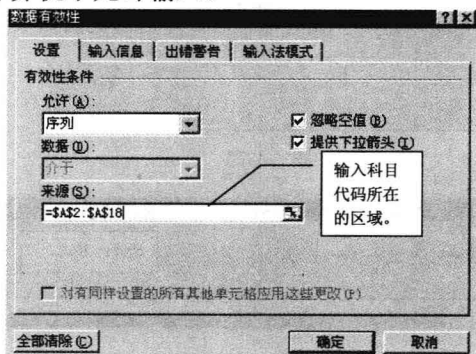 数据有效性
设置 输入信息 出错警告 输入法模式
有效性条件
允许(A):
序列
忽略空值(B)
数据(D):
提供下拉箭头(I)
介于
来源(S):
=$A$2:$A$18
输入科目
代码所在
的区域。
对有同样设置的所有其他单元格应用这些更改(P)
全部清除(C) 确定 取消